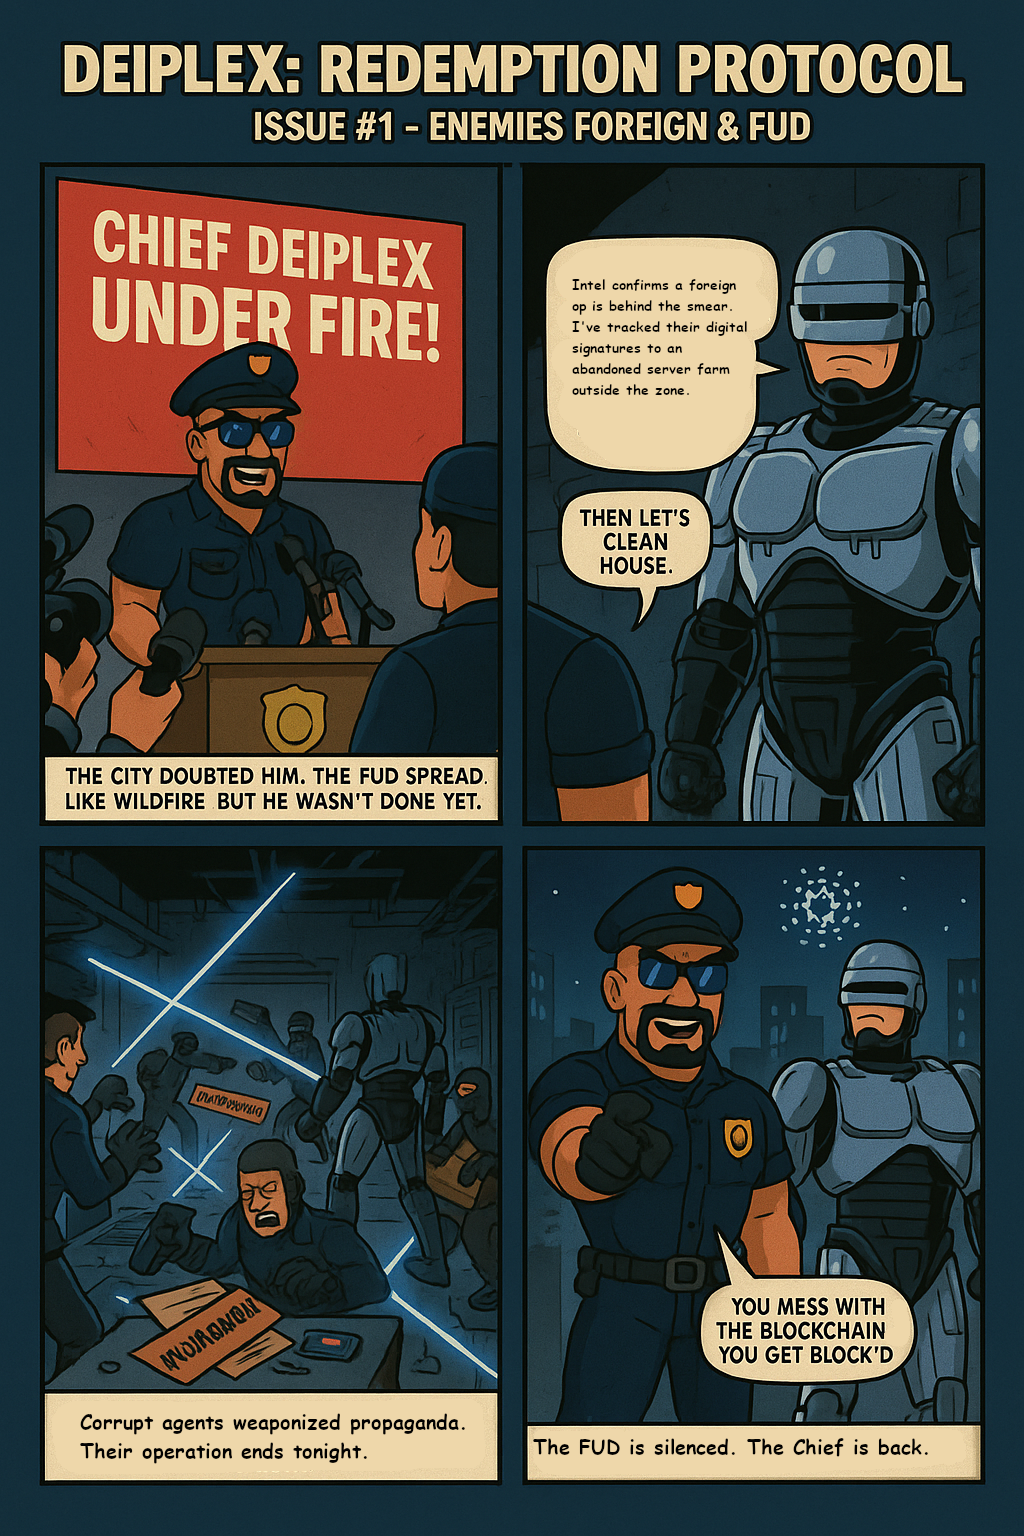 DEIPLEX: REDEMPTION PROTOCOL
ISSUE #1 - ENEMIES FOREIGN & FUD
CHIEF DEIPLEX
UNDER FIRE!
THE CITY DOUBTED HIM. THE FUD SPREAD.
LIKE WILDFIRE BUT HE WASN'T DONE YET.
Intel confirms a foreign
op is behind the smear.
I've tracked their digital
signatures to an
abandoned server farm
outside the zone.
THEN LET'S
CLEAN
HOUSE.
Corrupt agents weaponized propaganda.
Their operation ends tonight.
YOU MESS WITH
THE BLOCKCHAIN
YOU GET BLOCK'D
The FUD is silenced. The Chief is back.